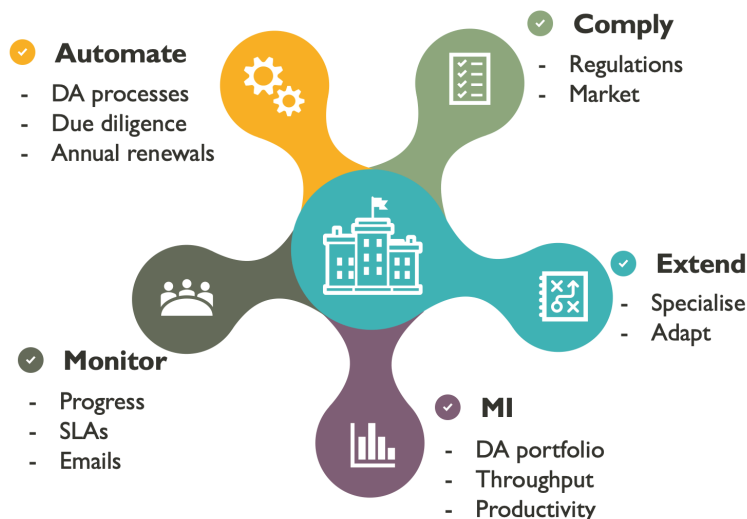 Automate
- DA processes
- Due diligence
- Annual renewals
Comply
- Regulations
- Market
Extend
- Specialise
- Adapt
Monitor
- Progress
- SLAs
- Emails
MI
- DA portfolio
- Throughput
- Productivity